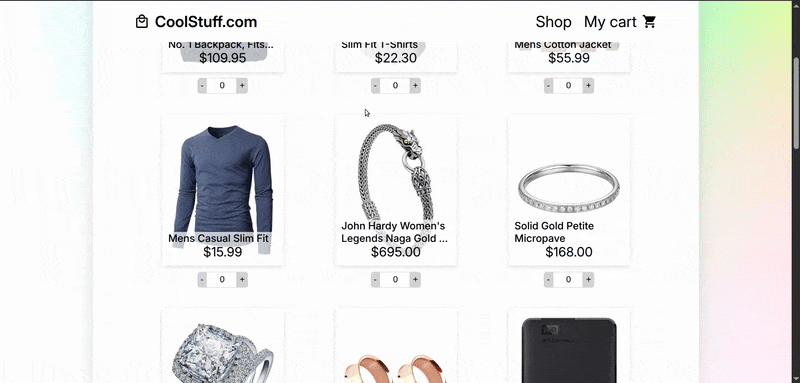 CoolStuff.com
Shop
My cart
No. 1 Backpack, Fits...
$109.95
- 0 +
Slim Fit T-Shirts
$22.30
- 0 +
Mens Cotton Jacket
$55.99
- 0 +
Mens Casual Slim Fit
$15.99
- 0 +
John Hardy Women's
Legends Naga Gold ...
$695.00
- 0 +
Solid Gold Petite
Micropave
$168.00
- 0 +